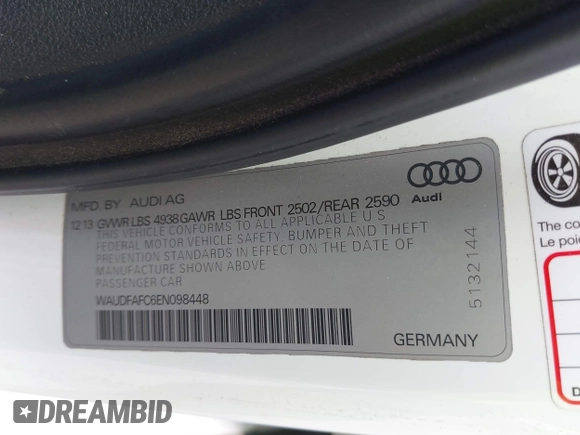 MFD. BY AUDI AG
12 13 GVWR LBS 4938 GAWR LBS FRONT 2502/REAR 2590
THIS VEHICLE CONFORMS TO ALL APPLICABLE U S
FEDERAL MOTOR VEHICLE SAFETY, BUMPER AND THEFT
PREVENTION STANDARDS IN EFFECT ON THE DATE OF
MANUFACTURE SHOWN ABOVE
PASSENGER CAR
WAUDFAFC6EN098448
GERMANY
Audi
5132144
The co
Le poi
D
DREAMBID